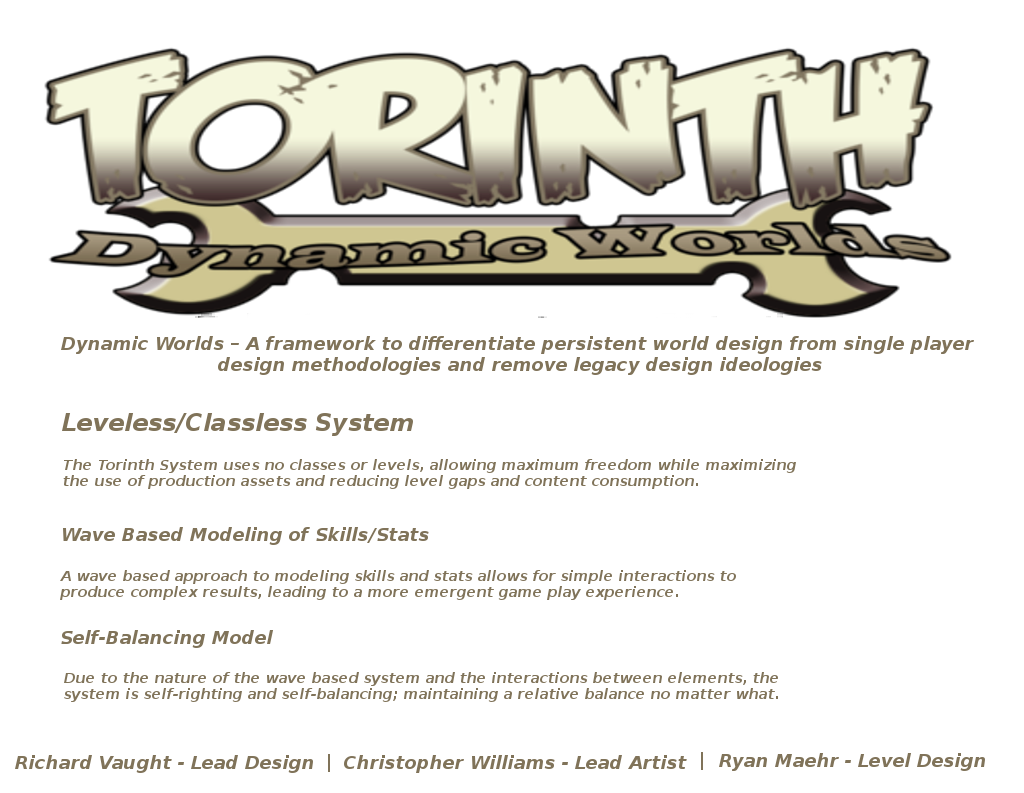 TORINTH
Dynamic Worlds
Dynamic Worlds – A framework to differentiate persistent world design from single player
design methodologies and remove legacy design ideologies
Leveless/Classless System
The Torinth System uses no classes or levels, allowing maximum freedom while maximizing
the use of production assets and reducing level gaps and content consumption.
Wave Based Modeling of Skills/Stats
A wave based approach to modeling skills and stats allows for simple interactions to
produce complex results, leading to a more emergent game play experience.
Self-Balancing Model
Due to the nature of the wave based system and the interactions between elements, the
system is self-righting and self-balancing; maintaining a relative balance no matter what.
Richard Vaught - Lead Design | Christopher Williams - Lead Artist | Ryan Maehr - Level Design